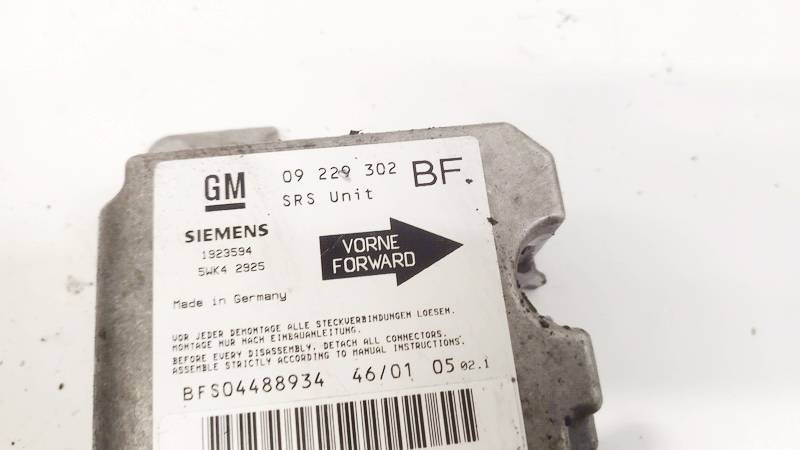 GM 09 229 302 BF
SRS Unit
SIEMENS
1923594
5WK4 2925
VORNE
FORWARD
Made in Germany
VOR JEDER DEMONTAGE ALLE STECKVERBINDUNGEN LOESEN.
MONTAGE NUR NACH EINBAUANLEITUNG.
BEFORE EVERY DISASSEMBLY, DETACH ALL CONNECTORS.
ASSEMBLE STRICTLY ACCORDING TO MANUAL INSTRUCTIONS.
BFS04488934 46/01 05 02.1